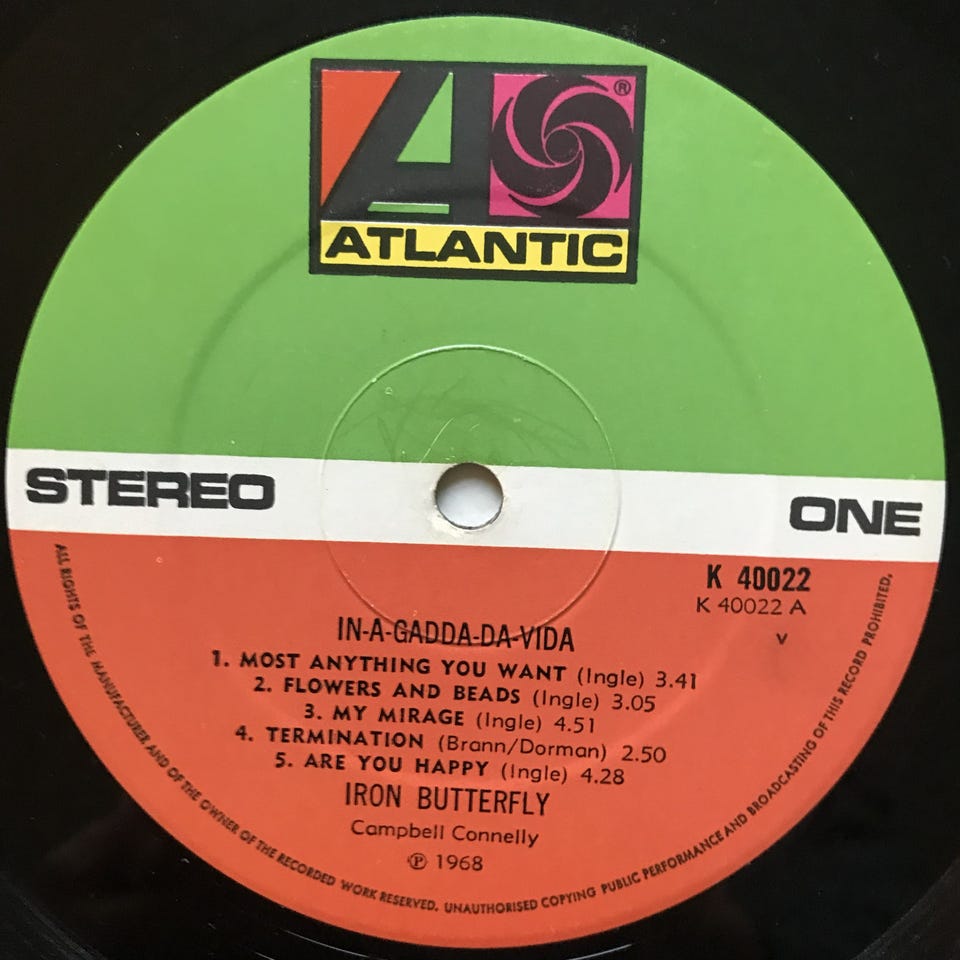 ®
ATLANTIC
STEREO
ONE
K 40022
K 40022 A
V
IN-A-GADDA-DA-VIDA
1. MOST ANYTHING YOU WANT (Ingle) 3.41
2. FLOWERS AND BEADS (Ingle) 3.05
3. MY MIRAGE (Ingle) 4.51
4. TERMINATION (Brann/Dorman) 2.50
5. ARE YOU HAPPY (Ingle) 4.28
IRON BUTTERFLY
Campbell Connelly
℗ 1968
ALL RIGHTS OF THE MANUFACTURER AND OF THE OWNER OF THE RECORDED WORK RESERVED. UNAUTHORISED COPYING PUBLIC PERFORMANCE AND BROADCASTING OF THIS RECORD PROHIBITED.